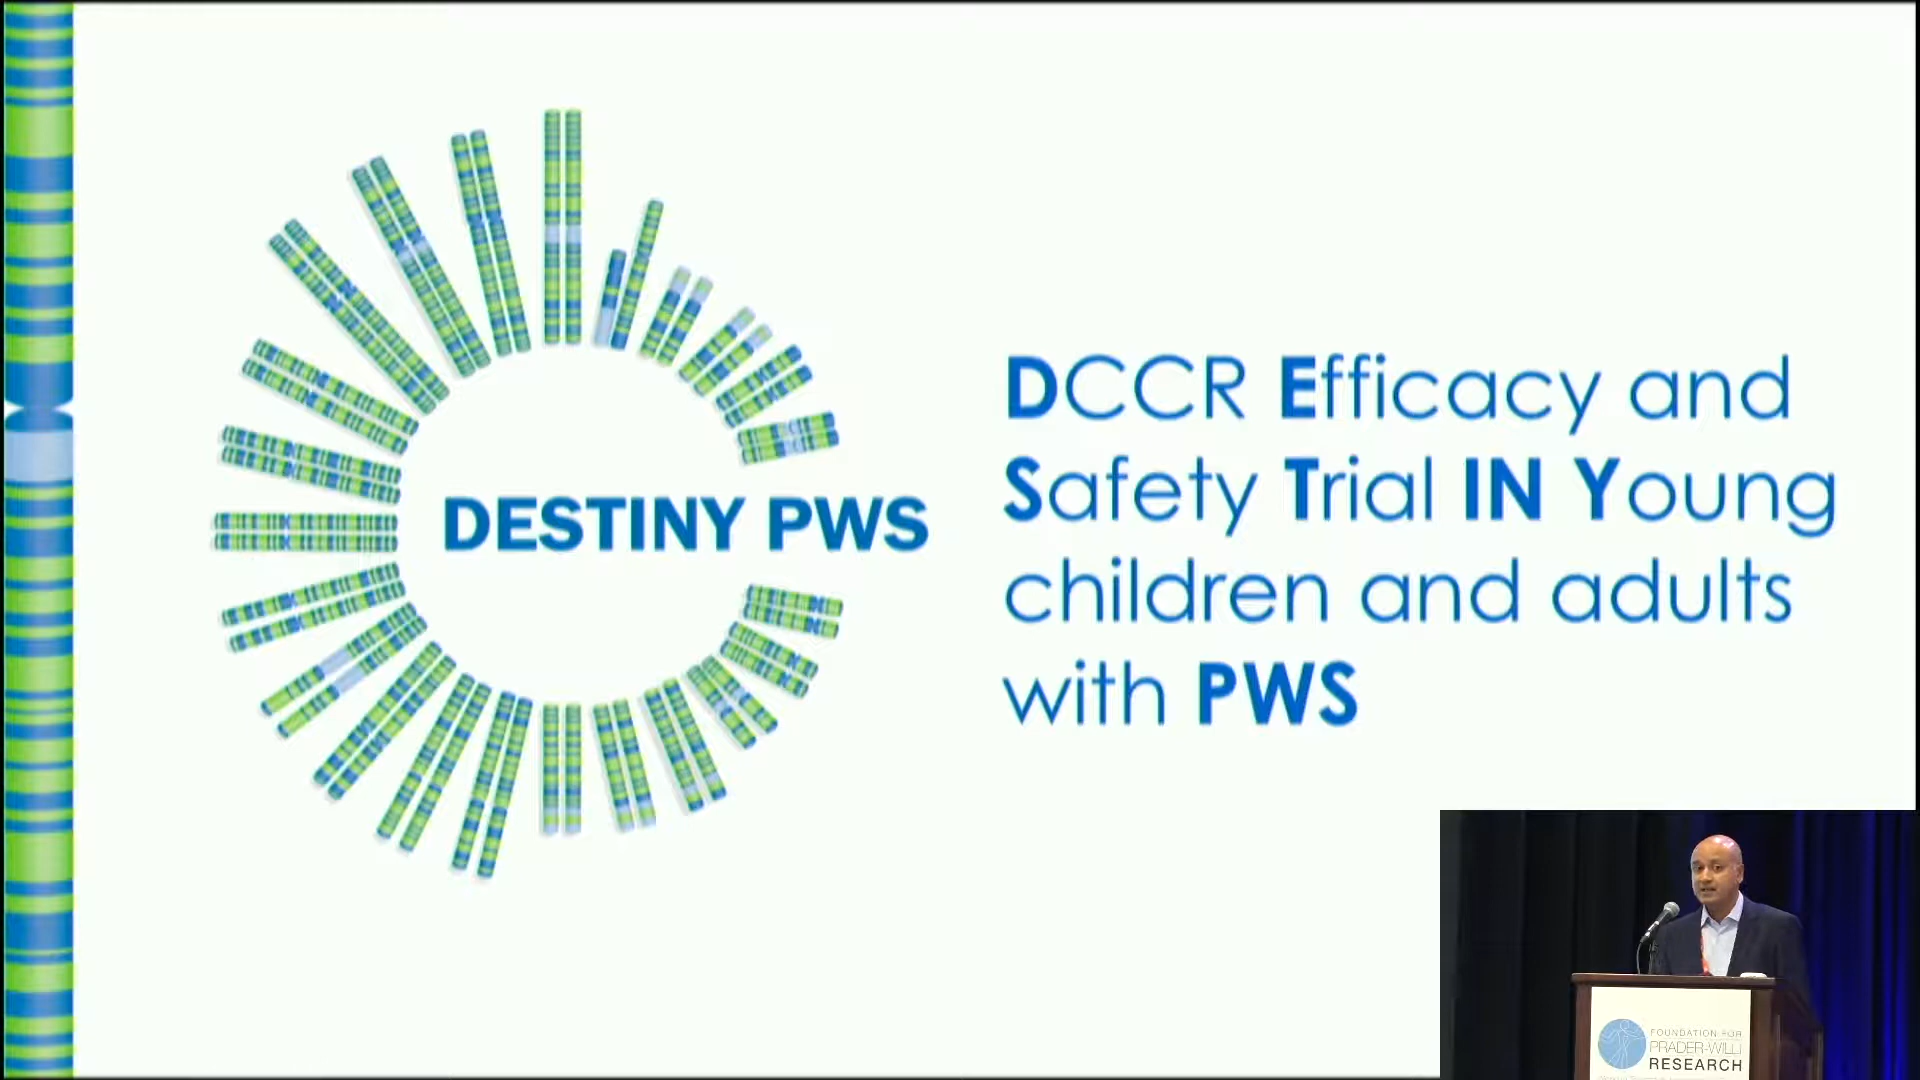 DESTINY PWS
DCCR Efficacy and
Safety Trial IN Young
children and adults
with PWS
FOUNDATION FOR
PRADER-WILLI
RESEARCH